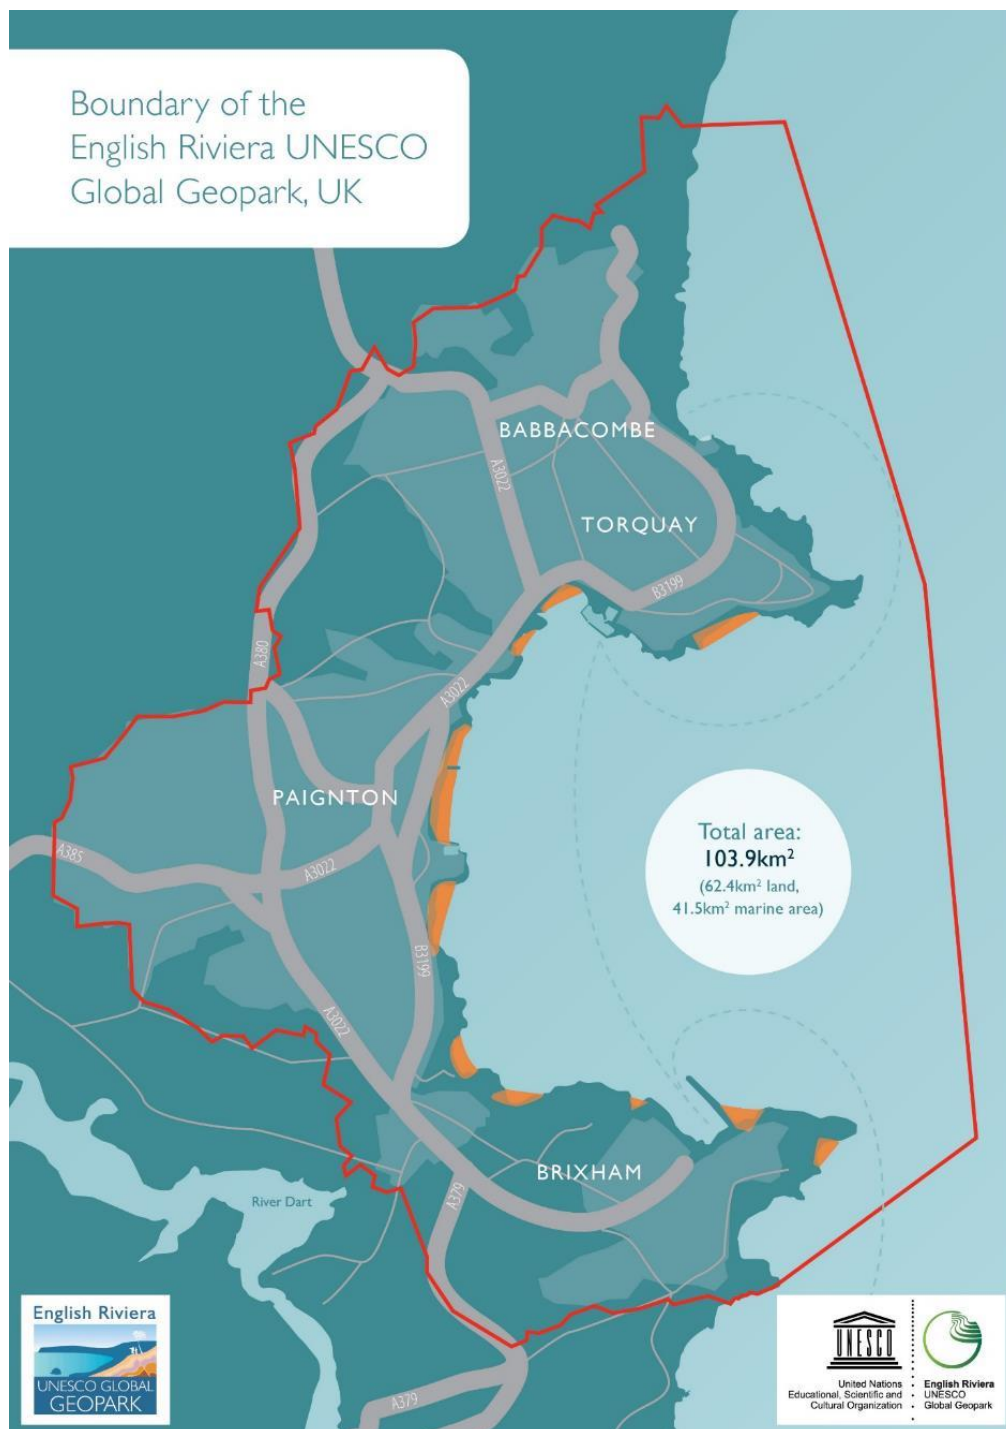 Boundary of the
English Riviera UNESCO
Global Geopark, UK
BABBACOMBE
A3022
TORQUAY
B3199
A380
A3022
PAIGNTON
Total area:
103.9km²
(62.4km² land,
41.5km² marine area)
A385
A3022
B3199
A3022
BRIXHAM
River Dart
A379
A379
English Riviera
UNESCO GLOBAL
GEOPARK
UNESCO
United Nations
Educational, Scientific and
Cultural Organization
English Riviera
UNESCO
Global Geopark